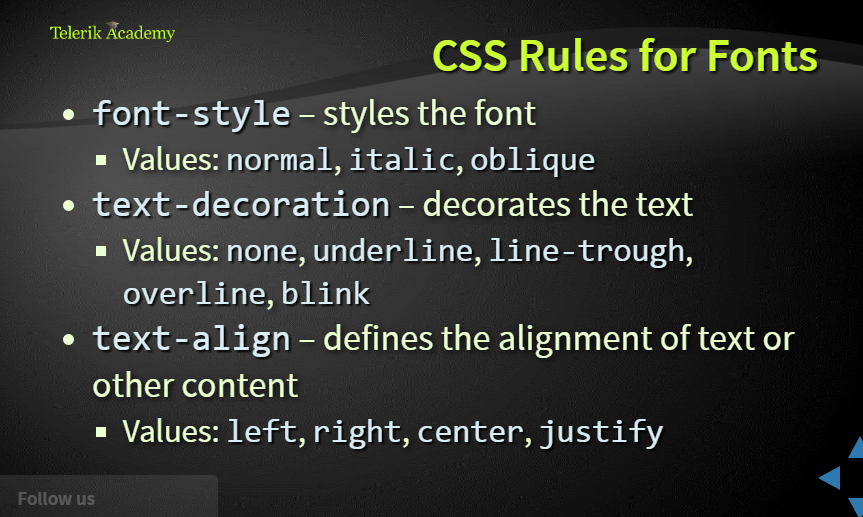 Telerik Academy
CSS Rules for Fonts
• font-style – styles the font
▪ Values: normal, italic, oblique
• text-decoration – decorates the text
▪ Values: none, underline, line-trough,
overline, blink
• text-align – defines the alignment of text or
other content
▪ Values: left, right, center, justify
Follow us